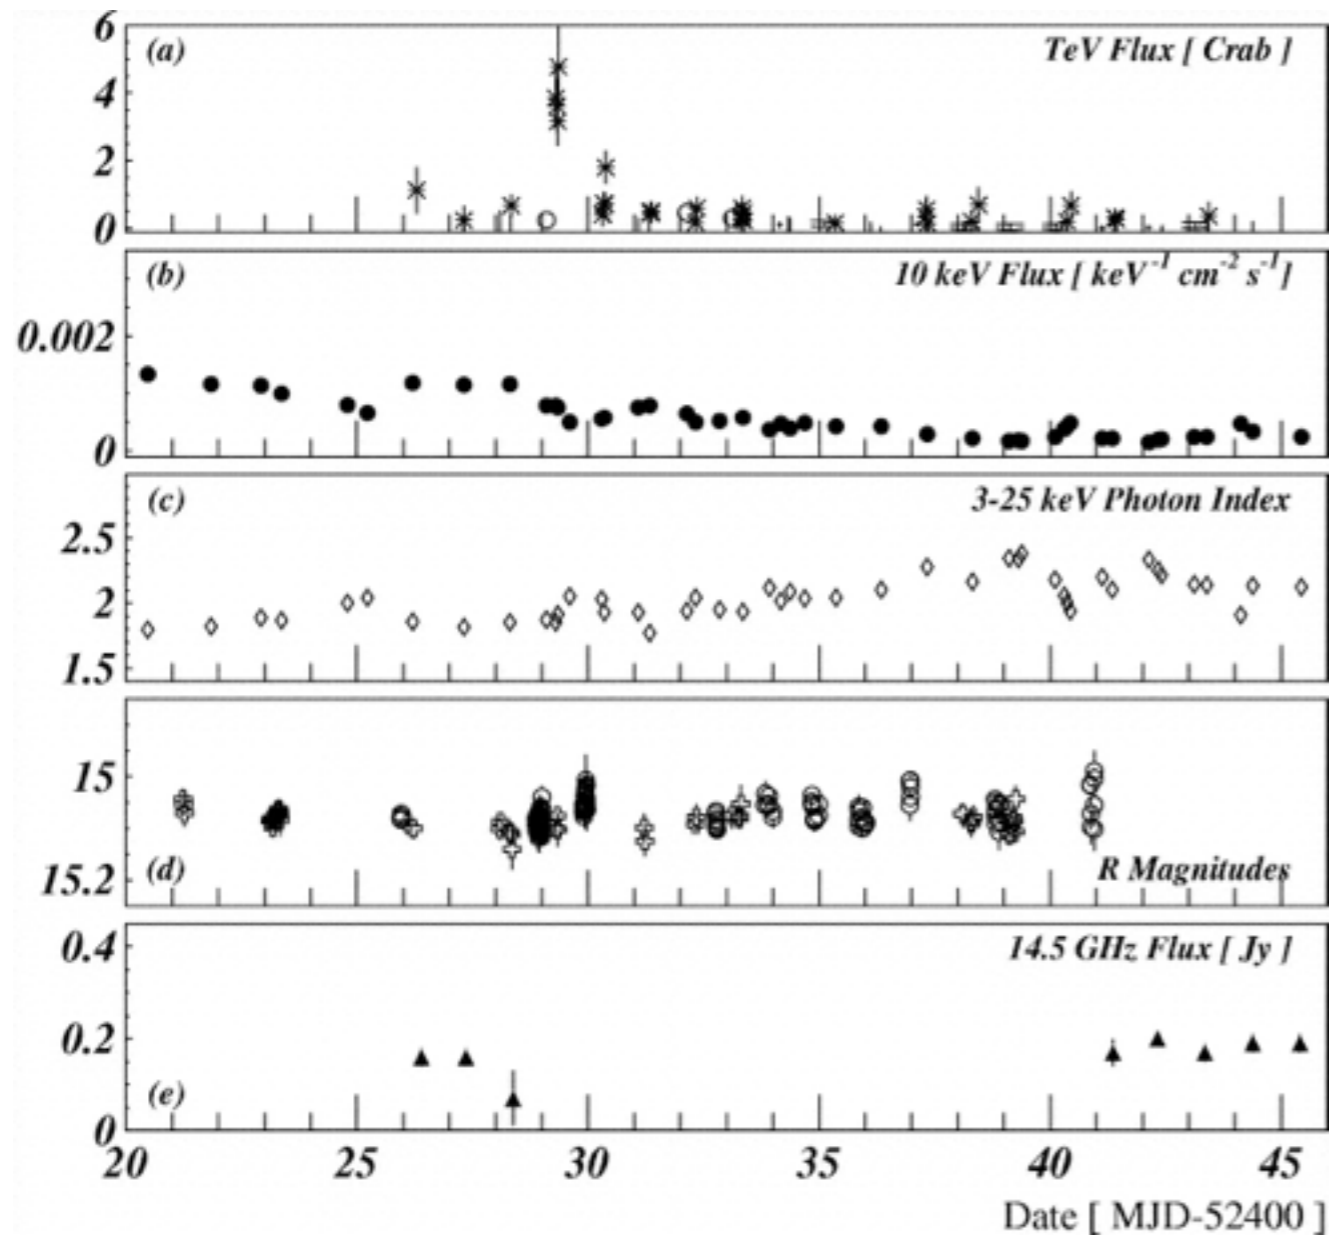 6
(a)
TeV Flux [ Crab ]
4
2
0
(b)
10 keV Flux [ keV⁻¹ cm⁻² s⁻¹]
0.002
0
(c)
3-25 keV Photon Index
2.5
2
1.5
15
15.2
(d)
R Magnitudes
0.4
14.5 GHz Flux [ Jy ]
0.2
(e)
0
20 25 30 35 40 45
Date [ MJD-52400 ]